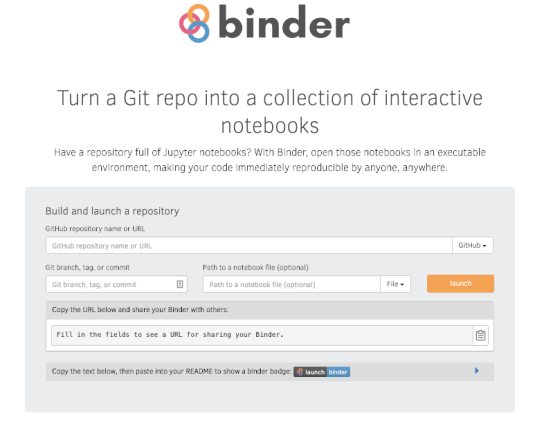 binder
Turn a Git repo into a collection of interactive
notebooks
Have a repository full of Jupyter notebooks? With Binder, open those notebooks in an executable
environment, making your code immediately reproducible by anyone, anywhere.
Build and launch a repository
GitHub repository name or URL
GitHub repository name or URL GitHub
Git branch, tag, or commit Path to a notebook file (optional)
Git branch, tag, or commit Path to a notebook file (optional) File launch
Copy the URL below and share your Binder with others:
Fill in the fields to see a URL for sharing your Binder.
Copy the text below, then paste into your README to show a binder badge: launch binder